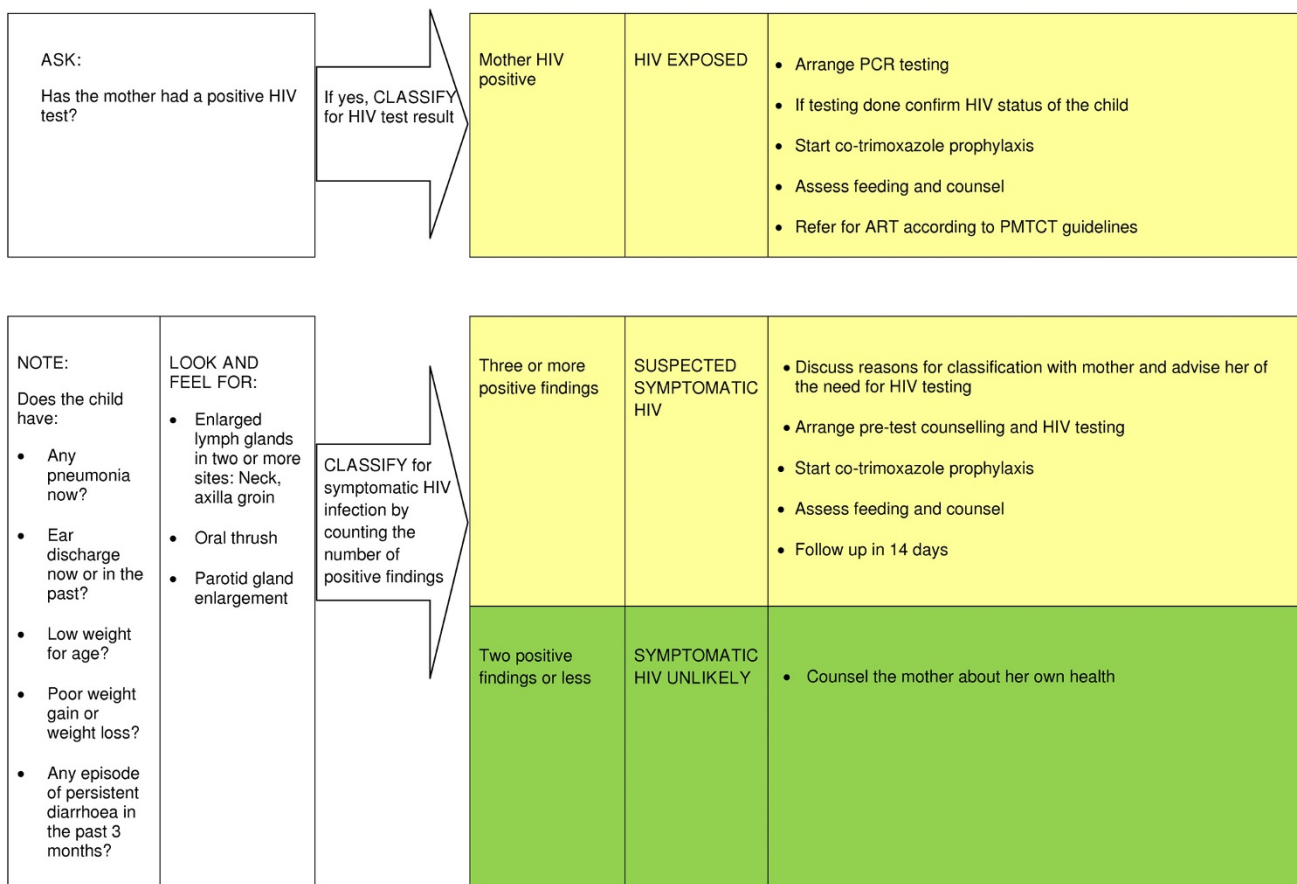 ASK:
Has the mother had a positive HIV
test?
If yes, CLASSIFY
for HIV test result
Mother HIV
positive
HIV EXPOSED
• Arrange PCR testing
• If testing done confirm HIV status of the child
• Start co-trimoxazole prophylaxis
• Assess feeding and counsel
• Refer for ART according to PMTCT guidelines
NOTE:
Does the child
have:
• Any
pneumonia
now?
• Ear
discharge
now or in the
past?
• Low weight
for age?
• Poor weight
gain or
weight loss?
• Any episode
of persistent
diarrhoea in
the past 3
months?
LOOK AND
FEEL FOR:
• Enlarged
lymph glands
in two or more
sites: Neck,
axilla groin
• Oral thrush
• Parotid gland
enlargement
CLASSIFY for
symptomatic HIV
infection by
counting the
number of
positive findings
Three or more
positive findings
SUSPECTED
SYMPTOMATIC
HIV
• Discuss reasons for classification with mother and advise her of
the need for HIV testing
• Arrange pre-test counselling and HIV testing
• Start co-trimoxazole prophylaxis
• Assess feeding and counsel
• Follow up in 14 days
Two positive
findings or less
SYMPTOMATIC
HIV UNLIKELY
• Counsel the mother about her own health